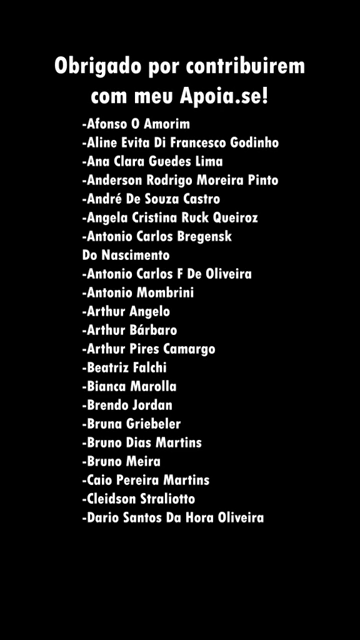 Obrigado por contribuirem
com meu Apoia.se!
-Afonso O Amorim
-Aline Evita Di Francesco Godinho
-Ana Clara Guedes Lima
-Anderson Rodrigo Moreira Pinto
-André De Souza Castro
-Angela Cristina Ruck Queiroz
-Antonio Carlos Bregensk
Do Nascimento
-Antonio Carlos F De Oliveira
-Antonio Mombrini
-Arthur Angelo
-Arthur Bárbaro
-Arthur Pires Camargo
-Beatriz Falchi
-Bianca Marolla
-Brendo Jordan
-Bruna Griebeler
-Bruno Dias Martins
-Bruno Meira
-Caio Pereira Martins
-Cleidson Straliotto
-Dario Santos Da Hora Oliveira